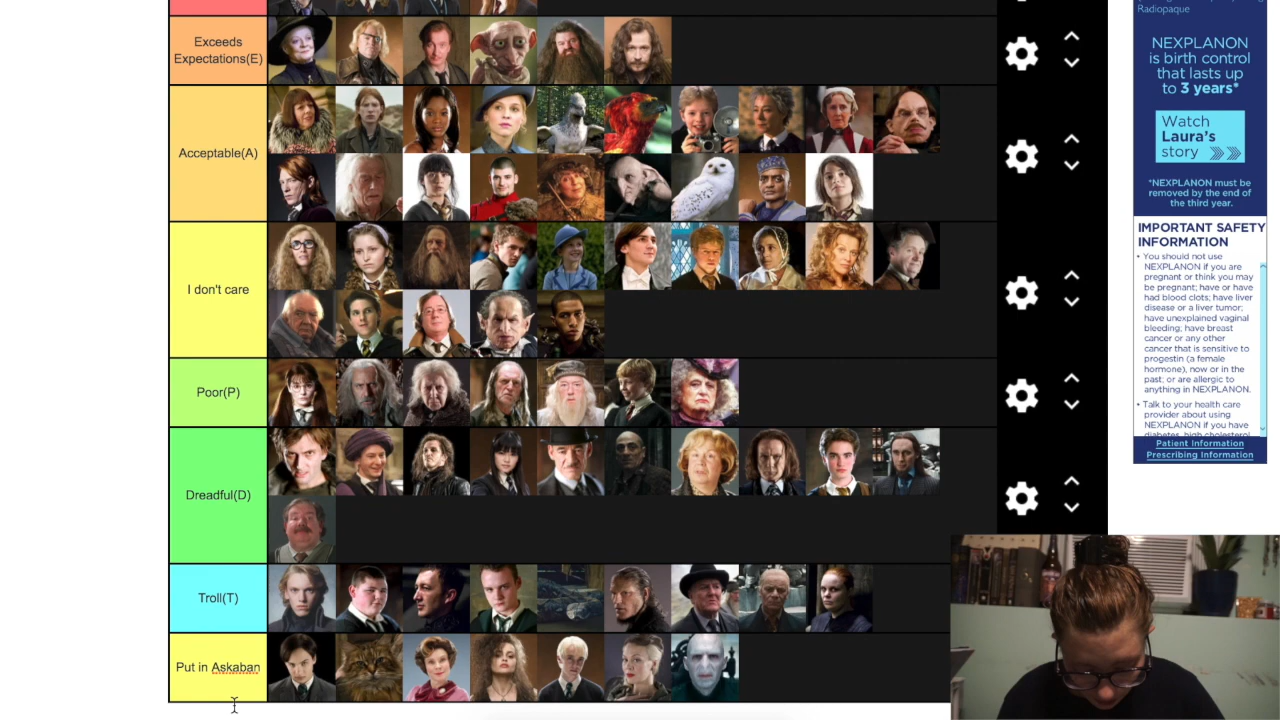 Radiopaque
Exceeds
Expectations(E)
Acceptable(A)
I don't care
Poor(P)
Dreadful(D)
Troll(T)
Put in Askaban
NEXPLANON
is birth control
that lasts up
to 3 years*
Watch
Laura's
story
*NEXPLANON must be
removed by the end of
the third year.
IMPORTANT SAFETY
INFORMATION
• You should not use
NEXPLANON if you are
pregnant or think you may
be pregnant; have or have
had blood clots; have liver
disease or a liver tumor;
have unexplained vaginal
bleeding; have breast
cancer or any other
cancer that is sensitive to
progestin (a female
hormone), now or in the
past; or are allergic to
anything in NEXPLANON.
• Talk to your health care
provider about using
NEXPLANON if you have
diabetes, high cholesterol
Patient Information
Prescribing Information